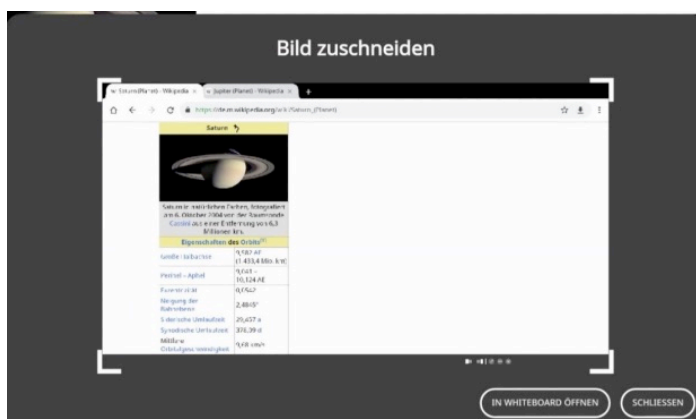 Bild zuschneiden
Saturn (Planet) - Wikipedia
Jupiter (Planet) - Wikipedia
https://de.m.wikipedia.org/wiki/Saturn_(Planet)
Saturn ♄
Saturn in natürlichen Farben, fotografiert
am 6. Oktober 2004 von der Raumsonde
Cassini aus einer Entfernung von 6,3
Millionen km.
Eigenschaften des Orbits
Große Halbachse 9,582 AE
(1.433,4 Mio. km)
Perihel – Aphel 9,041 –
10,124 AE
Exzentrizität 0,0542
Neigung der
Bahnebene 2,4845°
Siderische Umlaufzeit 29,457 a
Synodische Umlaufzeit 378,09 d
Mittlere
Orbitalgeschwindigkeit 9,68 km/s
IN WHITEBOARD ÖFFNEN
SCHLIESSEN